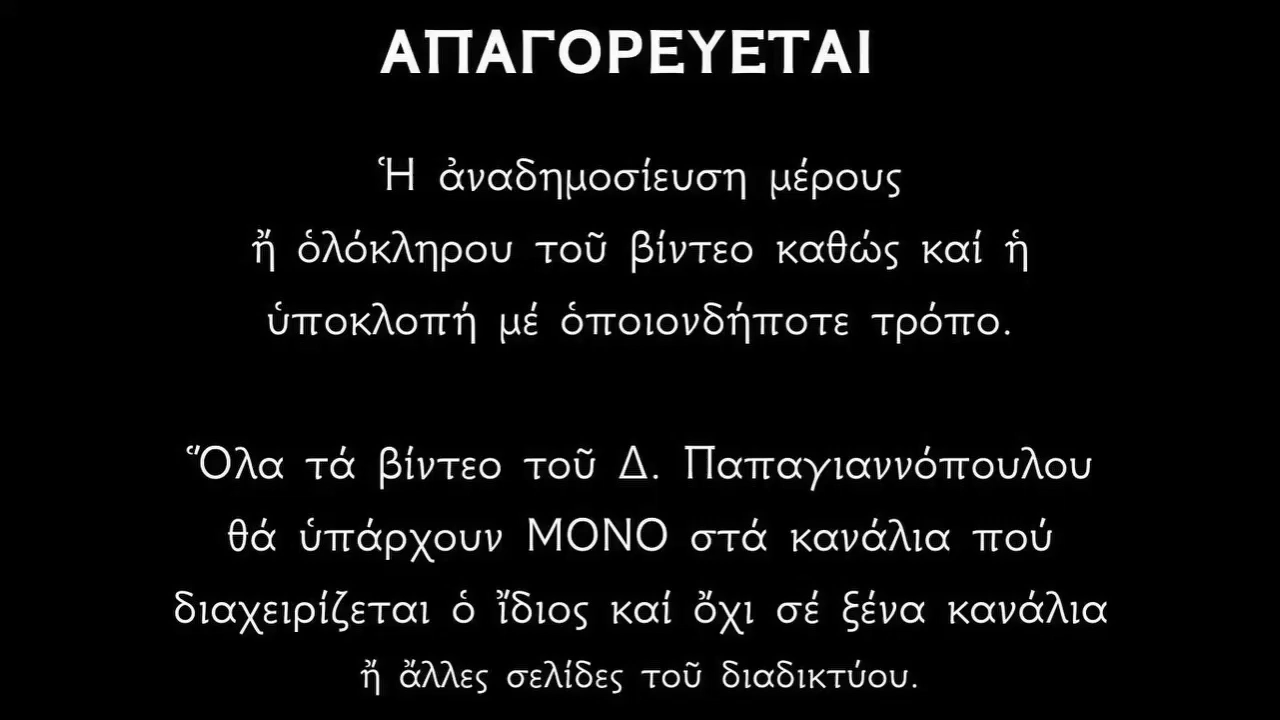 ΑΠΑΓΟΡΕΥΕΤΑΙ
Ἡ ἀναδημοσίευση μέρους
ἤ ὁλόκληρου τοῦ βίντεο καθώς καί ἡ
ὑποκλοπή μέ ὁποιονδήποτε τρόπο.
Ὅλα τά βίντεο τοῦ Δ. Παπαγιαννόπουλου
θά ὑπάρχουν ΜΟΝΟ στά κανάλια πού
διαχειρίζεται ὁ ἴδιος καί ὄχι σέ ξένα κανάλια
ἤ ἄλλες σελίδες τοῦ διαδικτύου.